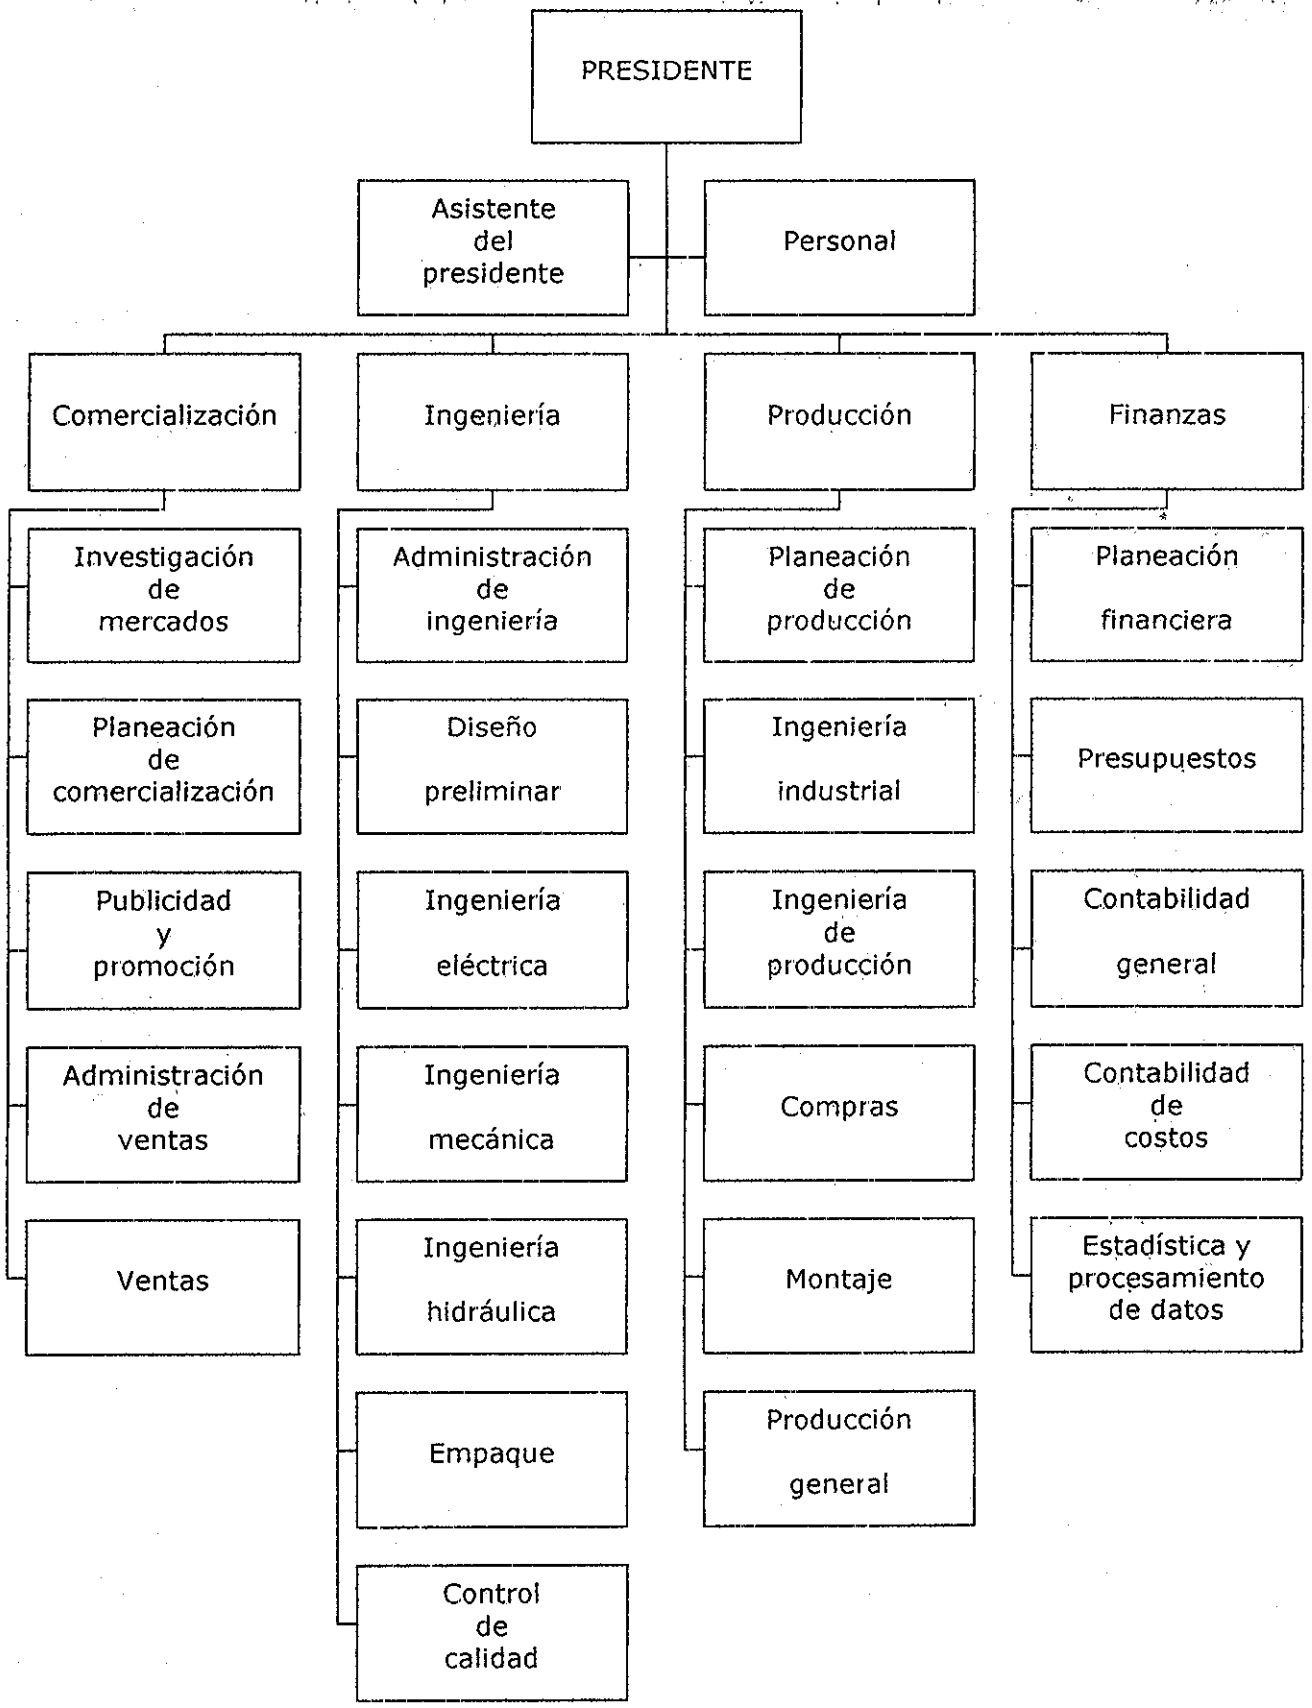 PRESIDENTE
Asistente
del
presidente
Personal
Comercialización
Ingeniería
Producción
Finanzas
Investigación
de
mercados
Planeación
de
comercialización
Publicidad
y
promoción
Administración
de
ventas
Ventas
Administración
de
ingeniería
Diseño
preliminar
Ingeniería
eléctrica
Ingeniería
mecánica
Ingeniería
hidráulica
Empaque
Control
de
calidad
Planeación
de
producción
Ingeniería
industrial
Ingeniería
de
producción
Compras
Montaje
Producción
general
Planeación
financiera
Presupuestos
Contabilidad
general
Contabilidad
de
costos
Estadística y
procesamiento
de datos